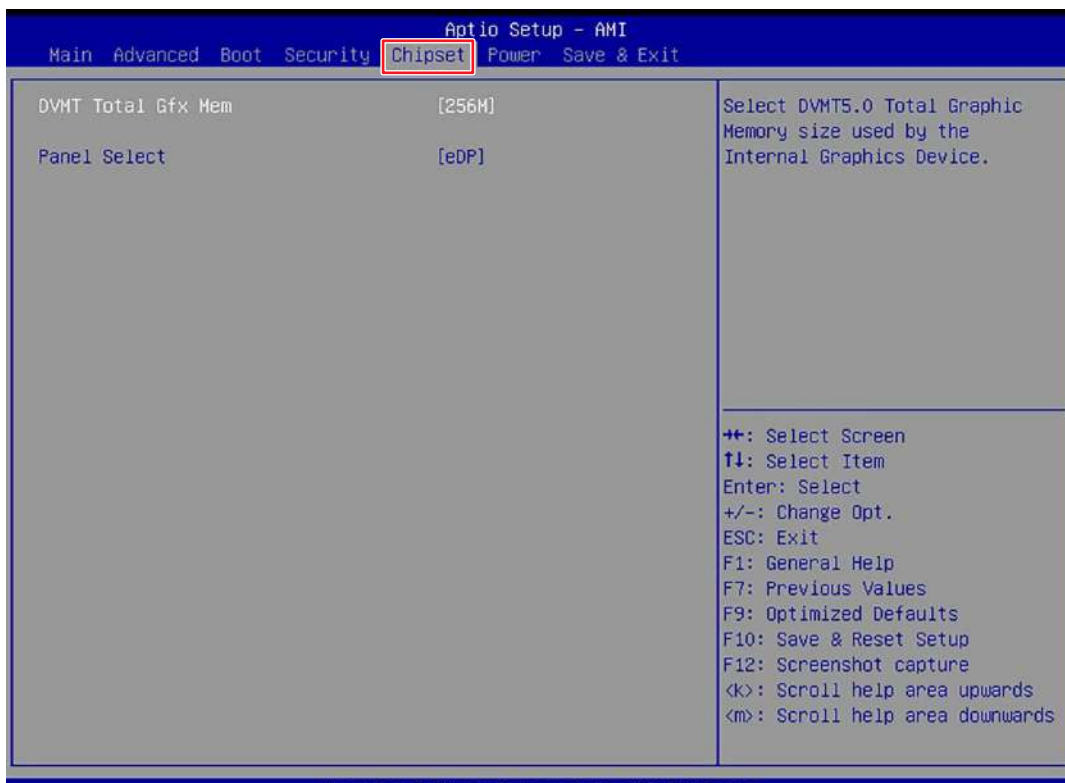 Aptio Setup - AMI
Main Advanced Boot Security Chipset Power Save & Exit
DVMT Total Gfx Mem [256M]
Panel Select [eDP]
Select DVMT5.0 Total Graphic
Memory size used by the
Internal Graphics Device.
→←: Select Screen
↑↓: Select Item
Enter: Select
+/-: Change Opt.
ESC: Exit
F1: General Help
F7: Previous Values
F9: Optimized Defaults
F10: Save & Reset Setup
F12: Screenshot capture
<k>: Scroll help area upwards
<m>: Scroll help area downwards